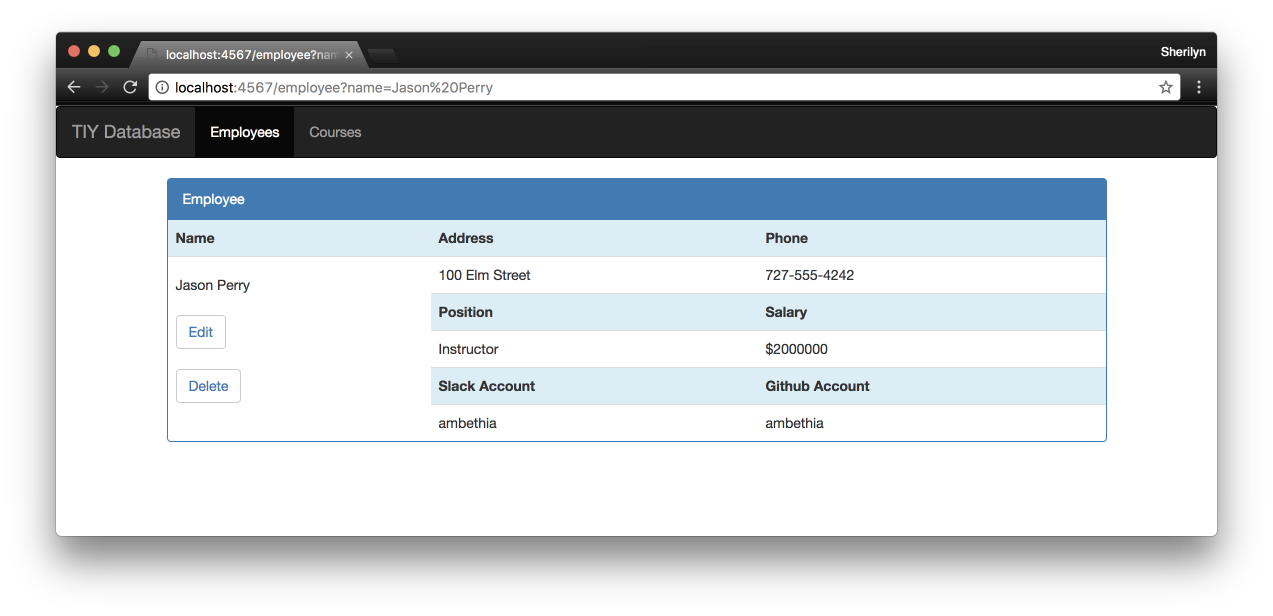 localhost:4567/employee?nam
Sherilyn
localhost:4567/employee?name=Jason%20Perry
TIY Database Employees Courses
Employee
Name Address Phone
Jason Perry 100 Elm Street 727-555-4242
Position Salary
Edit Instructor $2000000
Delete Slack Account Github Account
ambethia ambethia